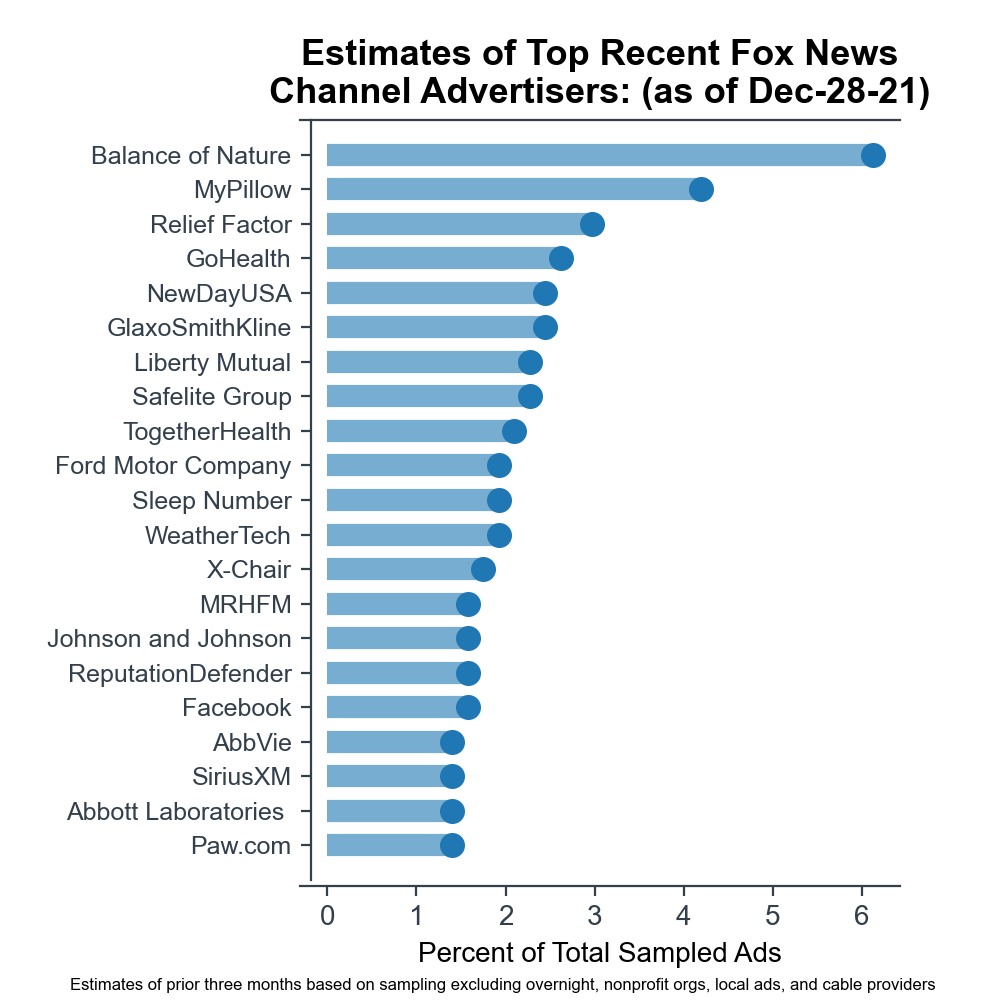 Estimates of Top Recent Fox News
Channel Advertisers: (as of Dec-28-21)
Balance of Nature
MyPillow
Relief Factor
GoHealth
NewDayUSA
GlaxoSmithKline
Liberty Mutual
Safelite Group
TogetherHealth
Ford Motor Company
Sleep Number
WeatherTech
X-Chair
MRHFM
Johnson and Johnson
ReputationDefender
Facebook
AbbVie
SiriusXM
Abbott Laboratories
Paw.com
0 1 2 3 4 5 6
Percent of Total Sampled Ads
Estimates of prior three months based on sampling excluding overnight, nonprofit orgs, local ads, and cable providers